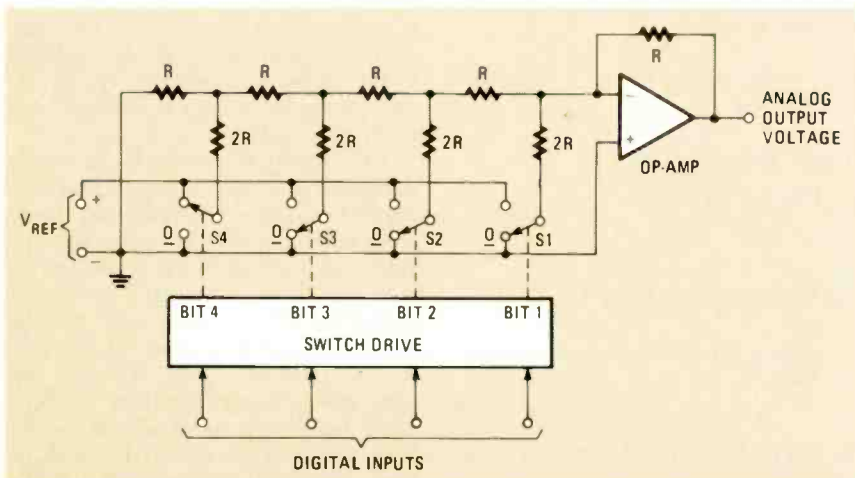 R
R R R R
ANALOG
OUTPUT
VOLTAGE
−
+
OP-AMP
2R 2R 2R 2R
VREF
+
−
0 S4 0 S3 0 S2 0 S1
BIT 4 BIT 3 BIT 2 BIT 1
SWITCH DRIVE
DIGITAL INPUTS